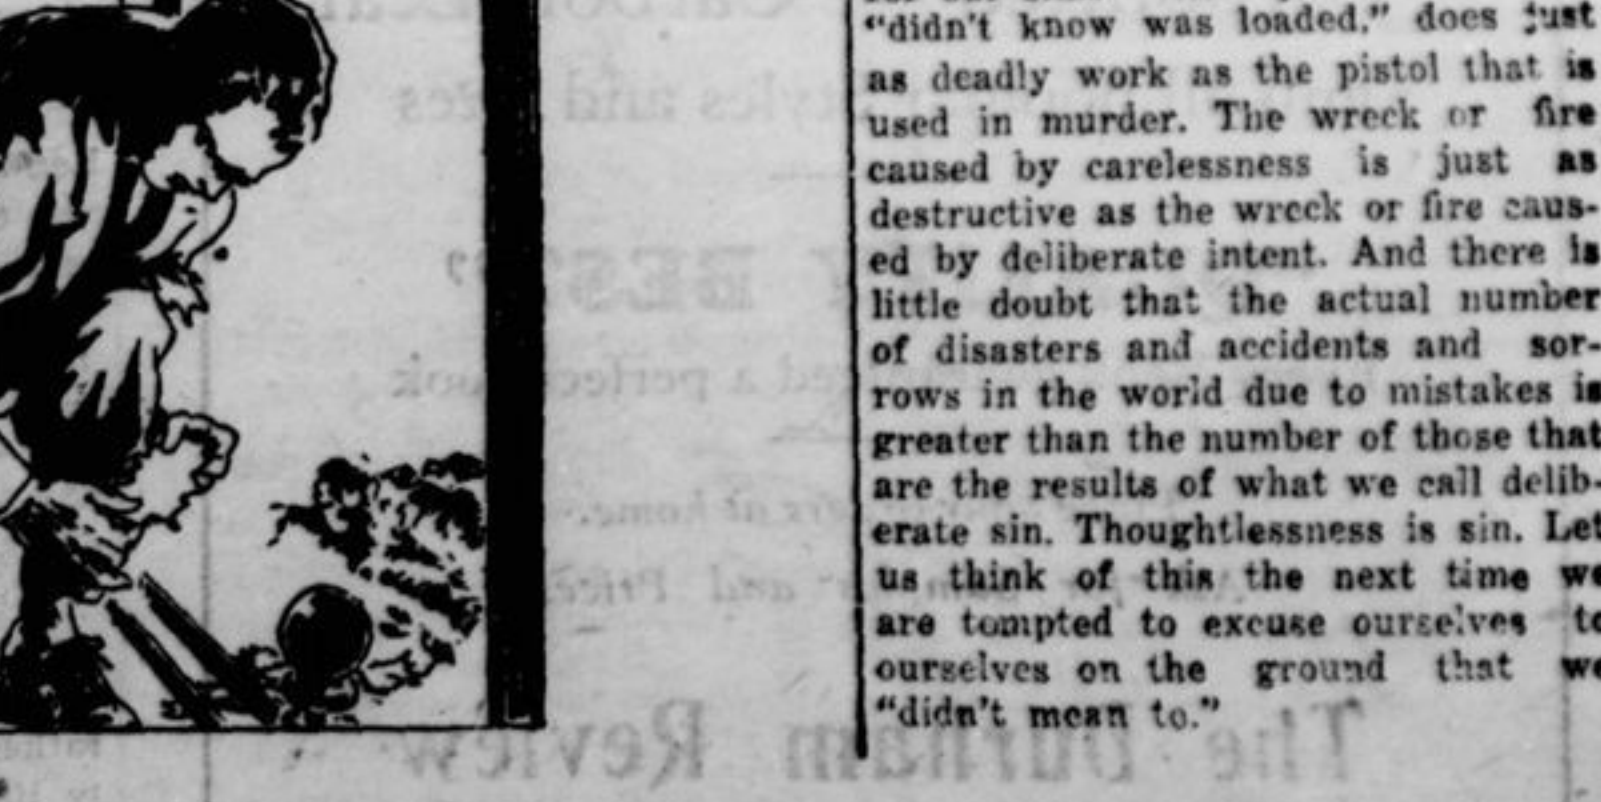 "didn't know was loaded," does just
as deadly work as the pistol that is
used in murder. The wreck or fire
caused by carelessness is just as
destructive as the wreck or fire caus-
ed by deliberate intent. And there is
little doubt that the actual number
of disasters and accidents and sor-
rows in the world due to mistakes is
greater than the number of those that
are the results of what we call delib-
erate sin. Thoughtlessness is sin. Let
us think of this the next time we
are tompted to excuse ourselves to
ourselves on the ground that we
"didn't mean to."
The Durham Review